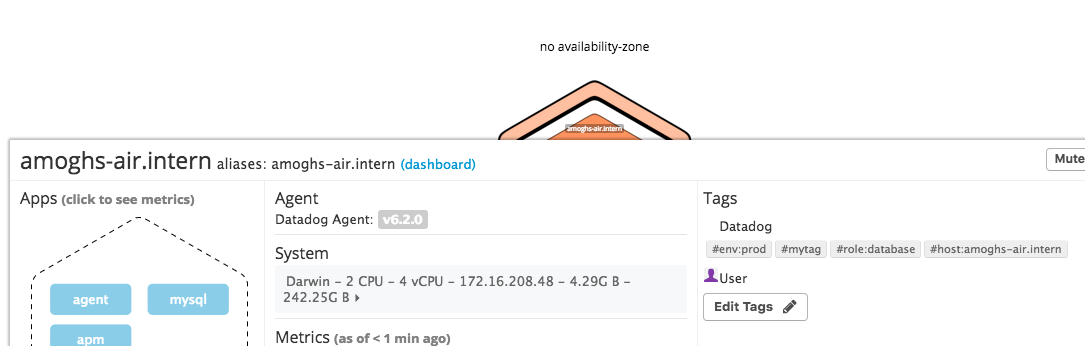 no availability-zone
amoghs-air.intern
amoghs-air.intern aliases: amoghs-air.intern (dashboard)
Mute
Apps (click to see metrics)
agent
mysql
apm
Agent
Datadog Agent: v6.2.0
System
Darwin – 2 CPU – 4 vCPU – 172.16.208.48 – 4.29G B –
242.25G B
Metrics (as of < 1 min ago)
Tags
Datadog
#env:prod #mytag #role:database #host:amoghs-air.intern
User
Edit Tags